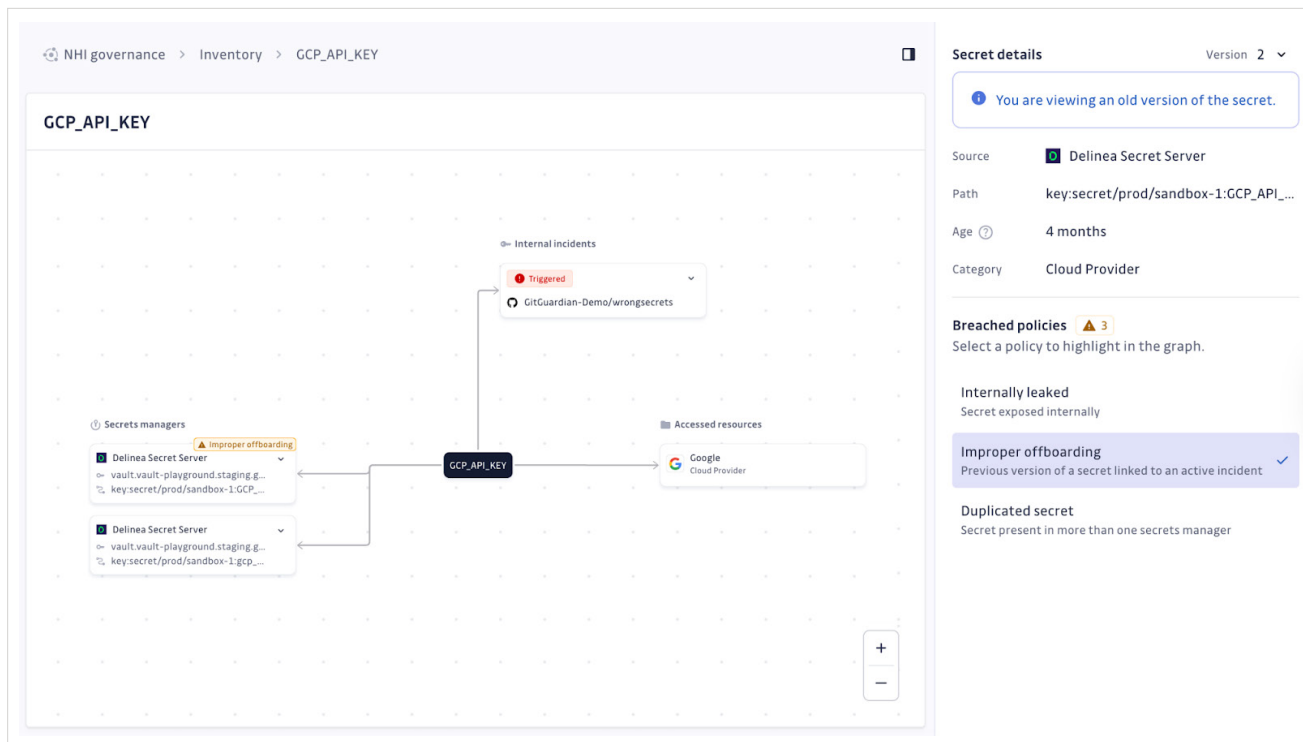 NHI governance > Inventory > GCP_API_KEY
GCP_API_KEY
Internal incidents
Triggered
GitGuardian-Demo/wrongsecrets
Secrets managers
Improper offboarding
Delinea Secret Server
vault.vault-playground.staging.g...
key:secret/prod/sandbox-1:GCP_...
Delinea Secret Server
vault.vault-playground.staging.g...
key:secret/prod/sandbox-1:gcp_...
GCP_API_KEY
Accessed resources
Google
Cloud Provider
+
−
Secret details Version 2
You are viewing an old version of the secret.
Source Delinea Secret Server
Path key:secret/prod/sandbox-1:GCP_API_...
Age ? 4 months
Category Cloud Provider
Breached policies 3
Select a policy to highlight in the graph.
Internally leaked
Secret exposed internally
Improper offboarding
Previous version of a secret linked to an active incident
Duplicated secret
Secret present in more than one secrets manager